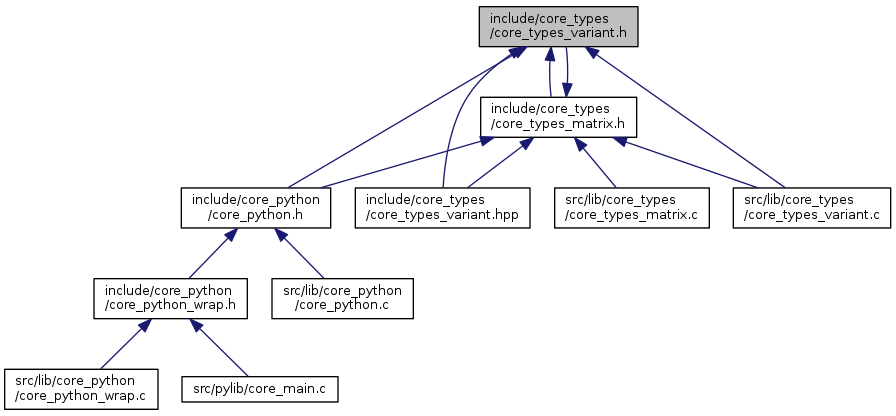 include/core_types
/core_types_variant.h
include/core_types
/core_types_matrix.h
include/core_python
/core_python.h
include/core_types
/core_types_variant.hpp
src/lib/core_types
/core_types_matrix.c
src/lib/core_types
/core_types_variant.c
include/core_python
/core_python_wrap.h
src/lib/core_python
/core_python.c
src/lib/core_python
/core_python_wrap.c
src/pylib/core_main.c